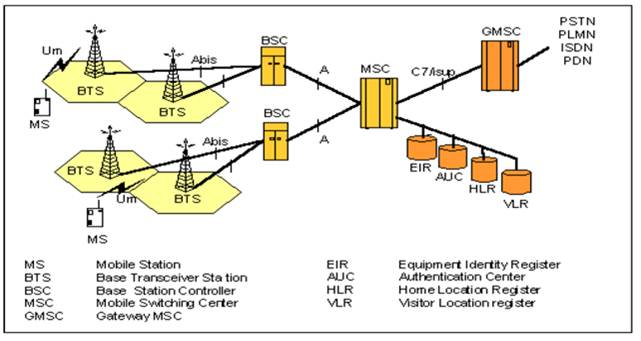 PSTN
PLMN
ISDN
PDN
GMSC
BSC
Um
Abis
MSC
C7/isup
A
BTS
BTS
MS
BSC
Abis
A
EIR
AUC
HLR
VLR
BTS
Um
BTS
MS
MS Mobile Station
BTS Base Transceiver Station
BSC Base Station Controller
MSC Mobile Switching Center
GMSC Gateway MSC
EIR Equipment Identity Register
AUC Authentication Center
HLR Home Location Register
VLR Visitor Location register